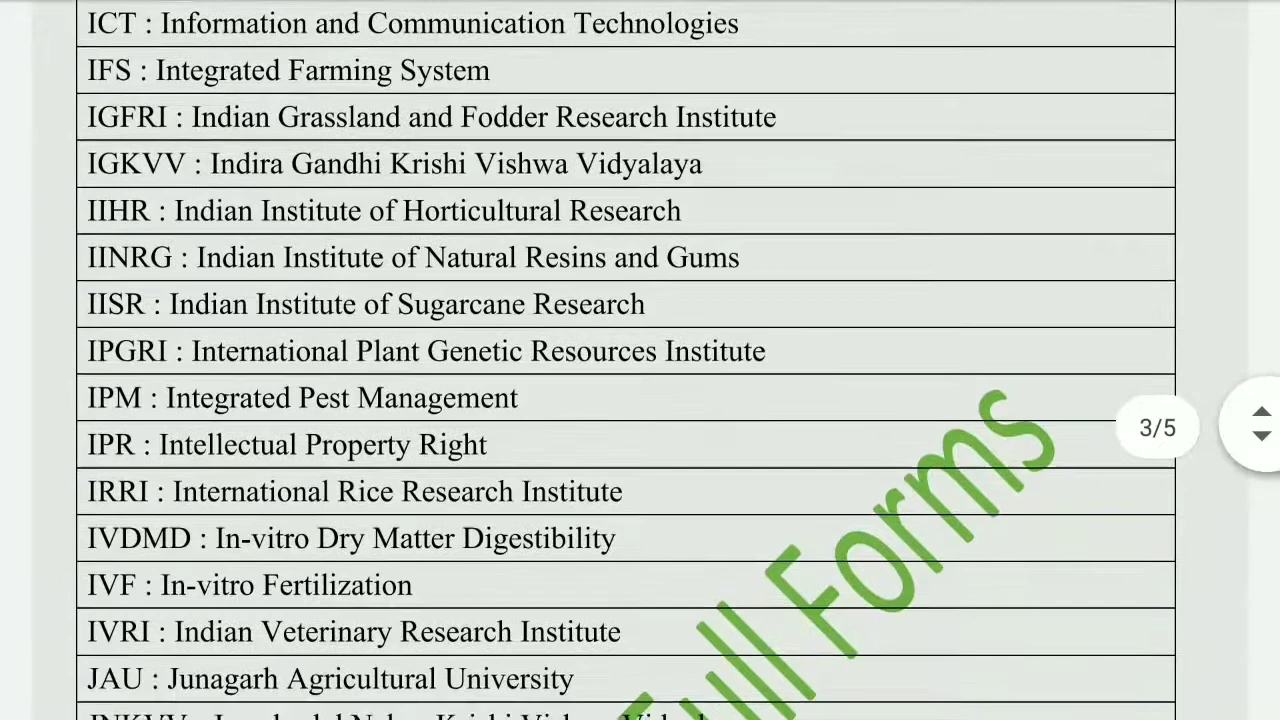 ICT : Information and Communication Technologies
IFS : Integrated Farming System
IGFRI : Indian Grassland and Fodder Research Institute
IGKVV : Indira Gandhi Krishi Vishwa Vidyalaya
IIHR : Indian Institute of Horticultural Research
IINRG : Indian Institute of Natural Resins and Gums
IISR : Indian Institute of Sugarcane Research
IPGRI : International Plant Genetic Resources Institute
IPM : Integrated Pest Management
IPR : Intellectual Property Right
3/5
IRRI : International Rice Research Institute
IVDMD : In-vitro Dry Matter Digestibility
IVF : In-vitro Fertilization
IVRI : Indian Veterinary Research Institute
JAU : Junagarh Agricultural University
Full Forms